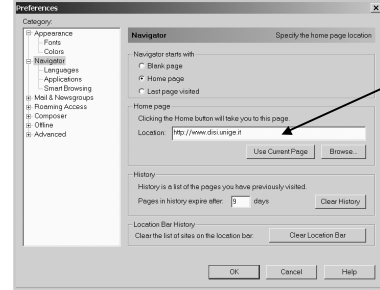 Preferences
Category:
Appearance
Fonts
Colors
Navigator
Languages
Applications
Smart Browsing
Mail & Newsgroups
Roaming Access
Composer
Offline
Advanced
Navigator
Specify the home page location
Navigator starts with
Blank page
Home page
Last page visited
Home page
Clicking the Home button will take you to this page.
Location: http://www.disi.unige.it
Use Current Page Browse...
History
History is a list of the pages you have previously visited.
Pages in history expire after: 9 days Clear History
Location Bar History
Clear the list of sites on the location bar: Clear Location Bar
OK Cancel Help